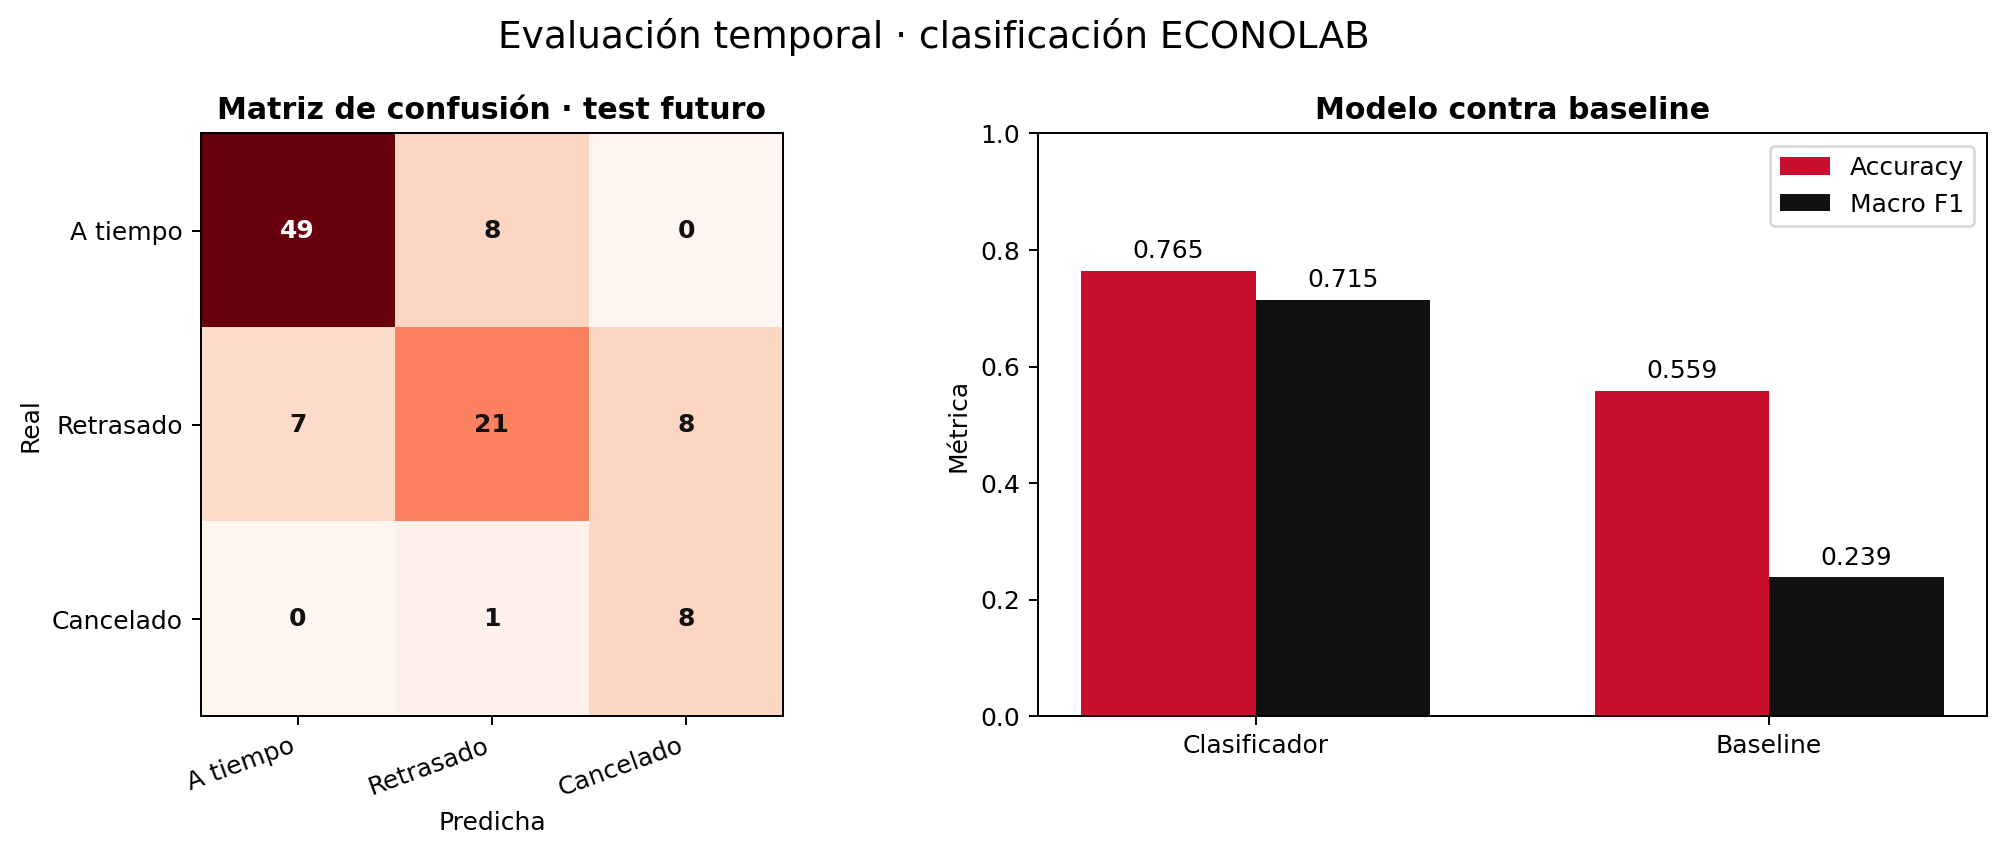 Evaluación temporal · clasificación ECONOLAB
Matriz de confusión · test futuro
Real
A tiempo
Retrasado
Cancelado
49 8 0
7 21 8
0 1 8
A tiempo
Retrasado
Cancelado
Predicha
Modelo contra baseline
Métrica
1.0
0.8
0.6
0.4
0.2
0.0
Accuracy
Macro F1
0.765
0.715
0.559
0.239
Clasificador
Baseline